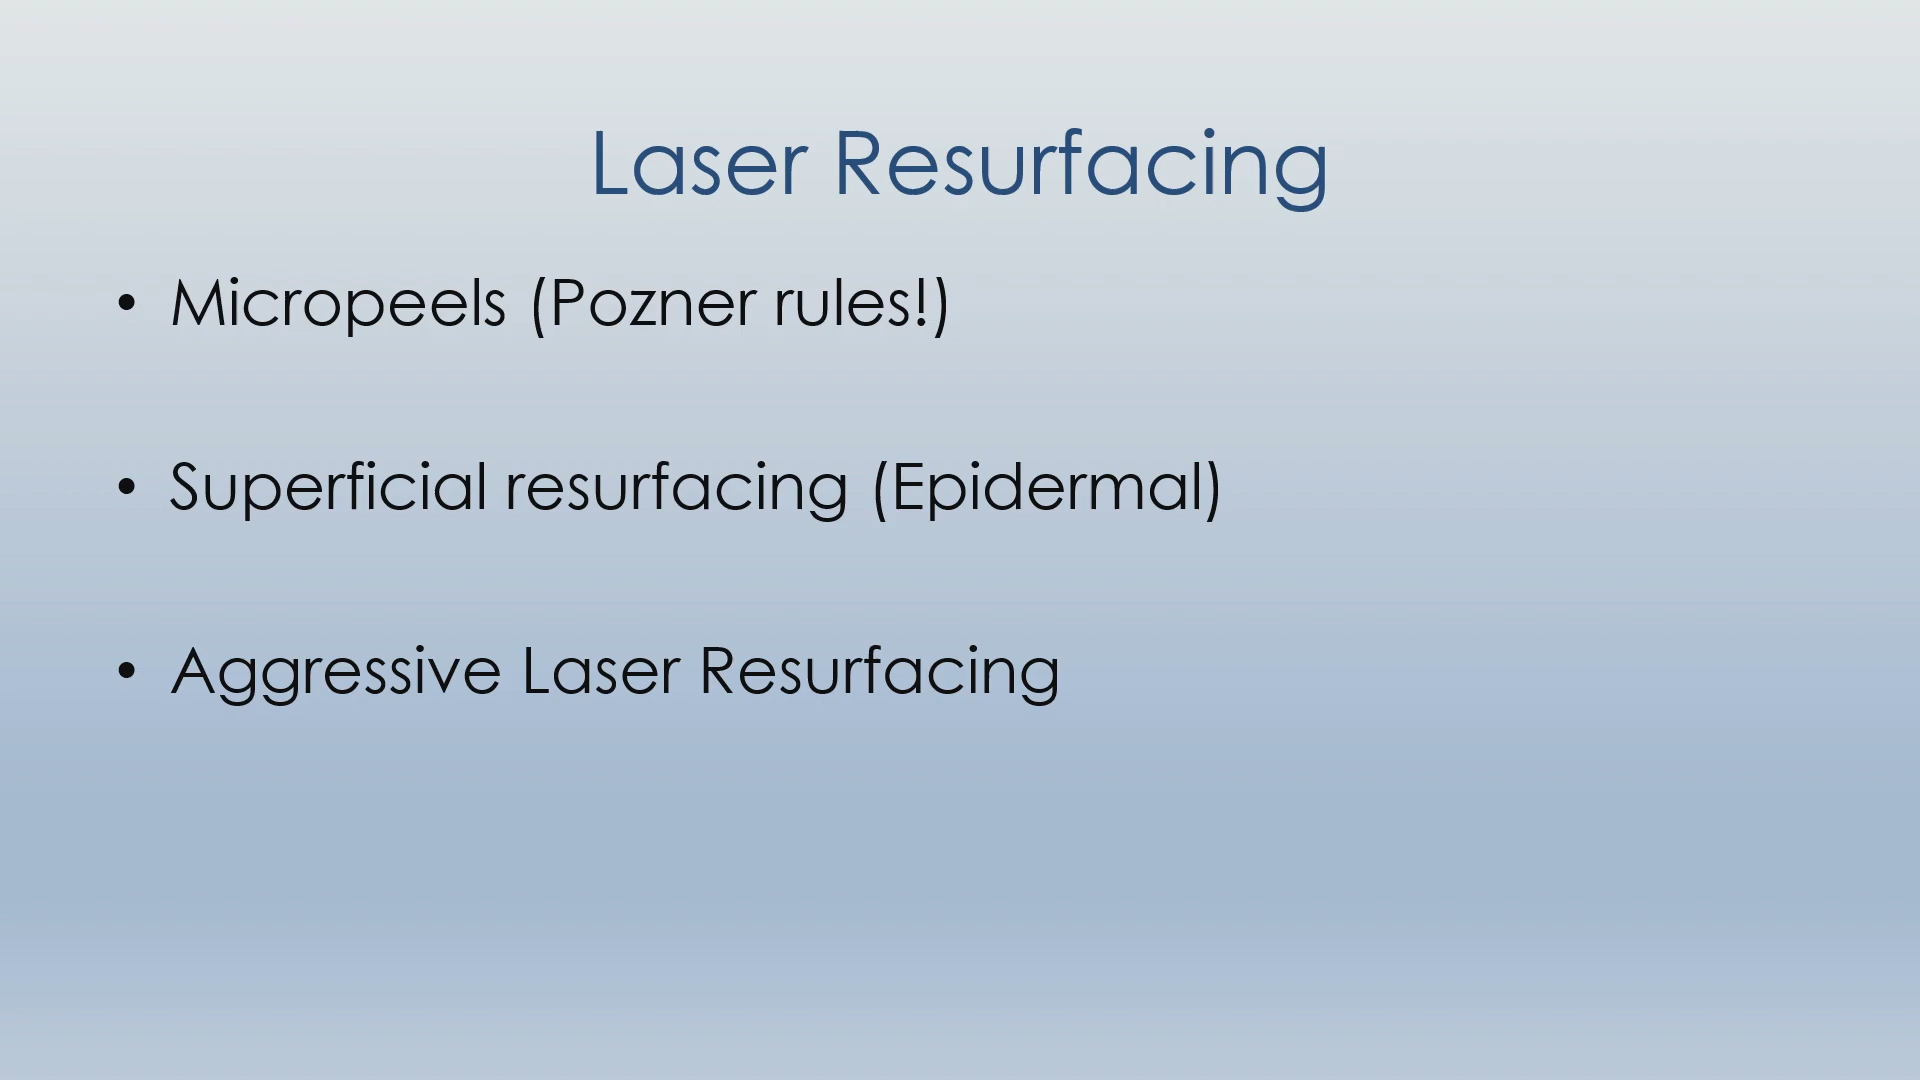 Laser Resurfacing
• Micropeels (Pozner rules!)
• Superficial resurfacing (Epidermal)
• Aggressive Laser Resurfacing